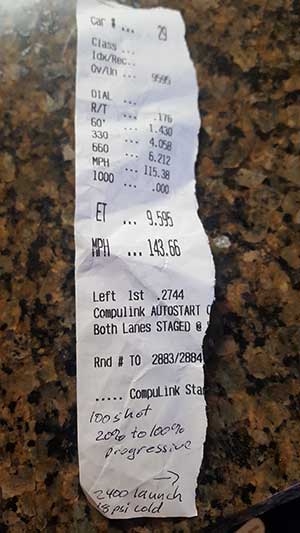 Car # ... 29
Class ...
Idx/Rec..
Ov/Un ... 9595
DIAL ...
R/T ... .176
60' ... 1.430
330 ... 4.058
660 ... 6.212
MPH ... 115.38
1000 ... .000
ET ... 9.595
MPH ... 143.66
Left 1st .2744
Compulink AUTOSTART
Both Lanes STAGED @
Rnd # TO 2883/2884
..... CompuLink Star
100 shot
20% to 100%
progressive
→
2400 launch
18 psi cold